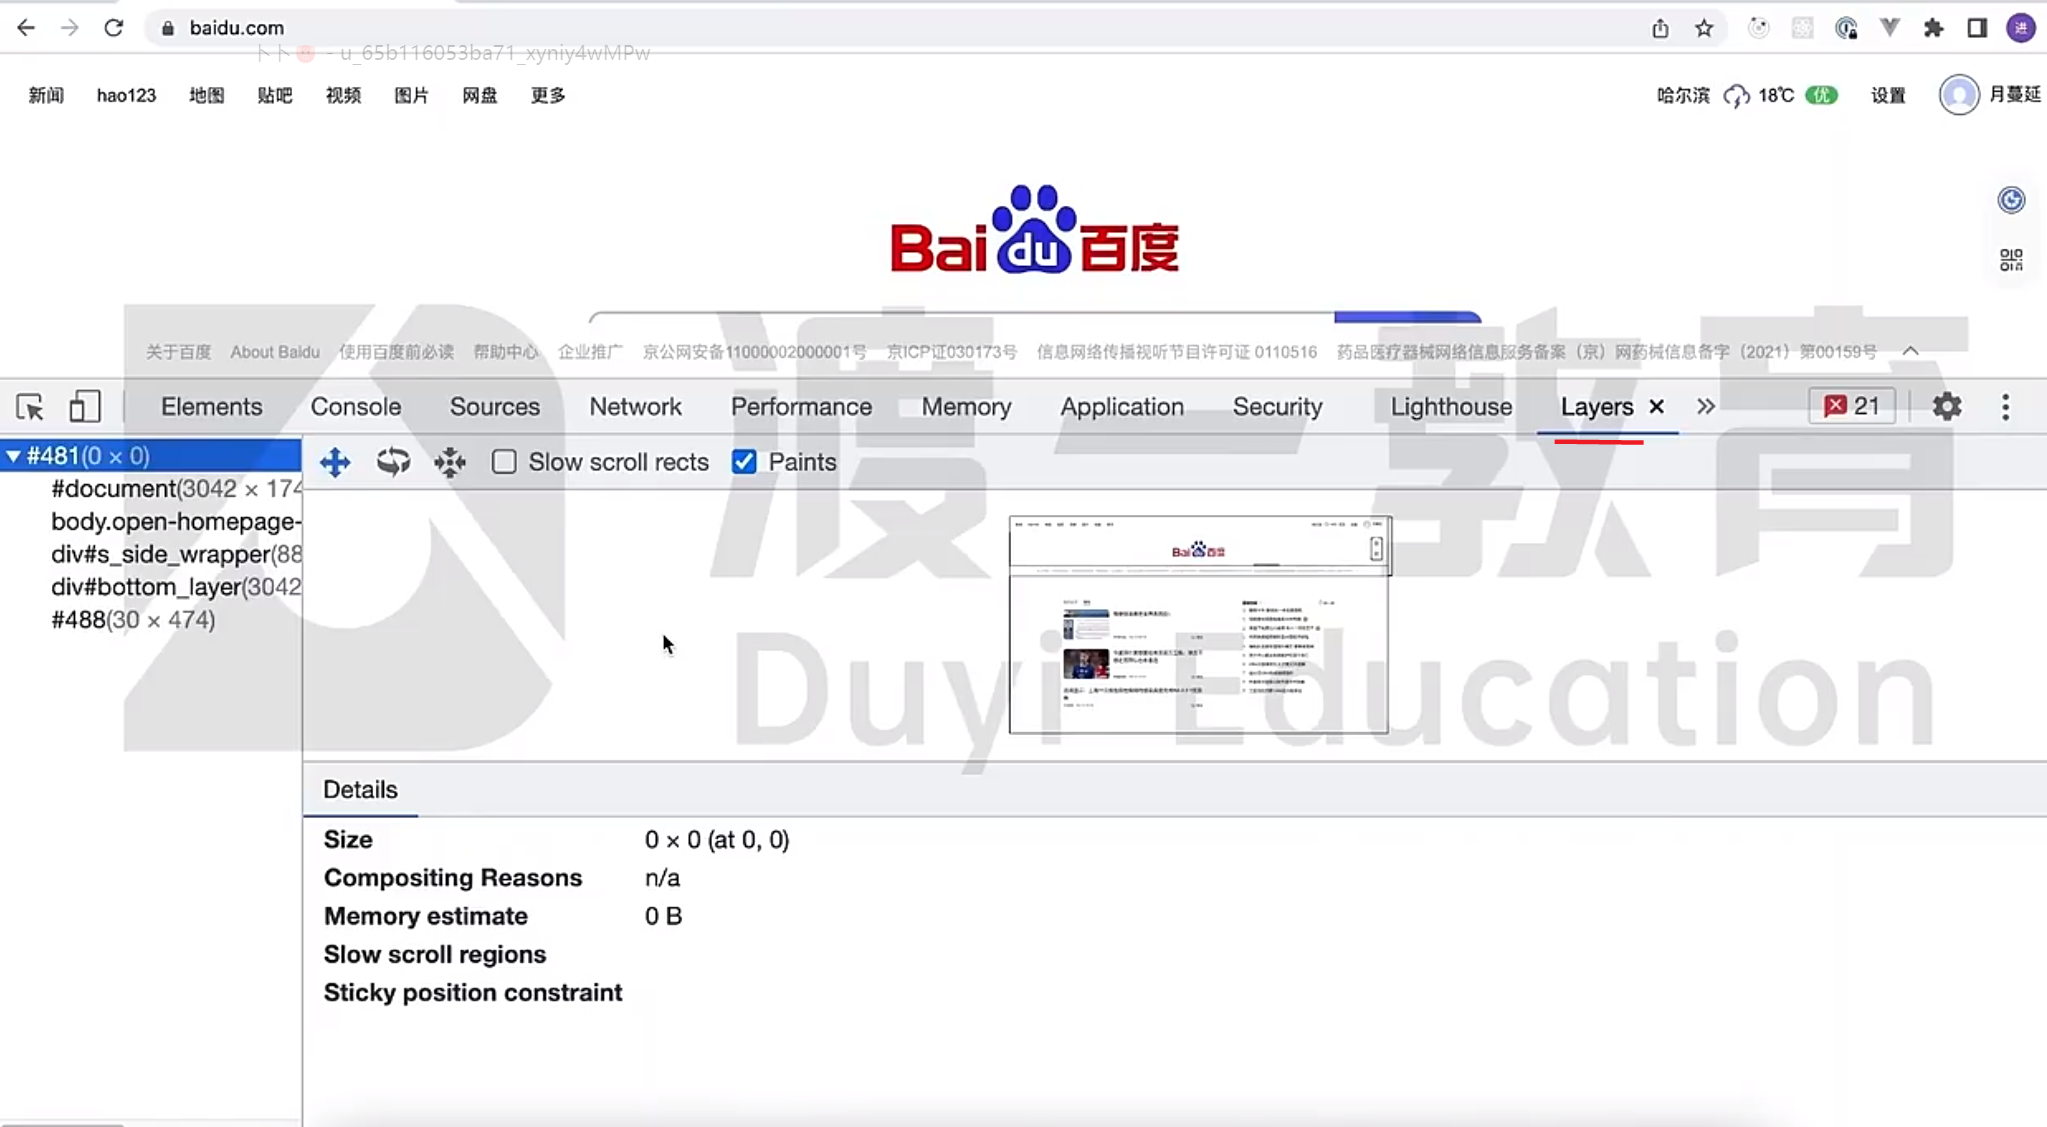 baidu.com
卜卜 - u_65b116053ba71_xyniy4wMPw
进
新闻 hao123 地图 贴吧 视频 图片 网盘 更多
哈尔滨 18℃ 优 设置 月蔓延
Bai du 百度
关于百度 About Baidu 使用百度前必读 帮助中心 企业推广 京公网安备11000002000001号 京ICP证030173号 信息网络传播视听节目许可证 0110516 药品医疗器械网络信息服务备案（京）网药械信息备字（2021）第00159号
渡一教育
Duyi Education
Elements Console Sources Network Performance Memory Application Security Lighthouse Layers × » 21
#481(0 × 0)
#document(3042 × 174
body.open-homepage-
div#s_side_wrapper(88
div#bottom_layer(3042
#488(30 × 474)
Slow scroll rects Paints
Bai du 百度
Details
Size 0 × 0 (at 0, 0)
Compositing Reasons n/a
Memory estimate 0 B
Slow scroll regions
Sticky position constraint